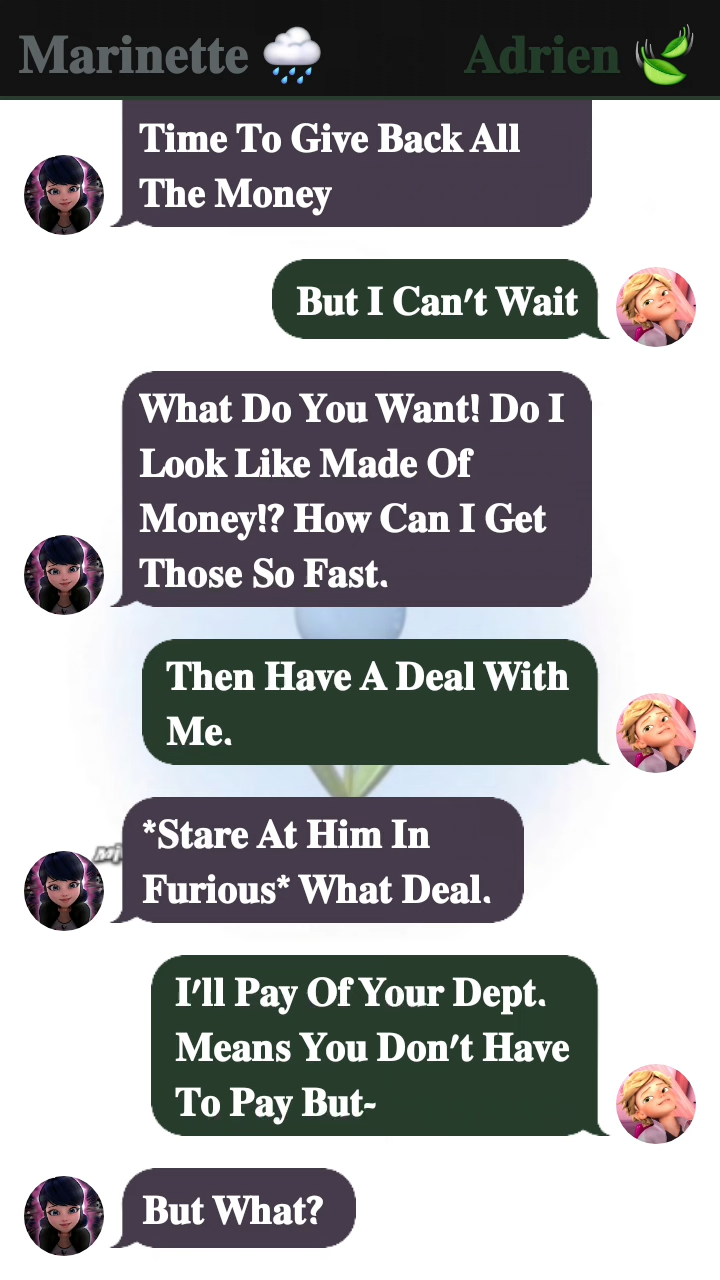 Marinette 🌧️ Adrien 🍃
Time To Give Back All
The Money
But I Can't Wait
What Do You Want! Do I
Look Like Made Of
Money!? How Can I Get
Those So Fast.
Then Have A Deal With
Me.
*Stare At Him In
Furious* What Deal.
I'll Pay Of Your Dept.
Means You Don't Have
To Pay But-
But What?